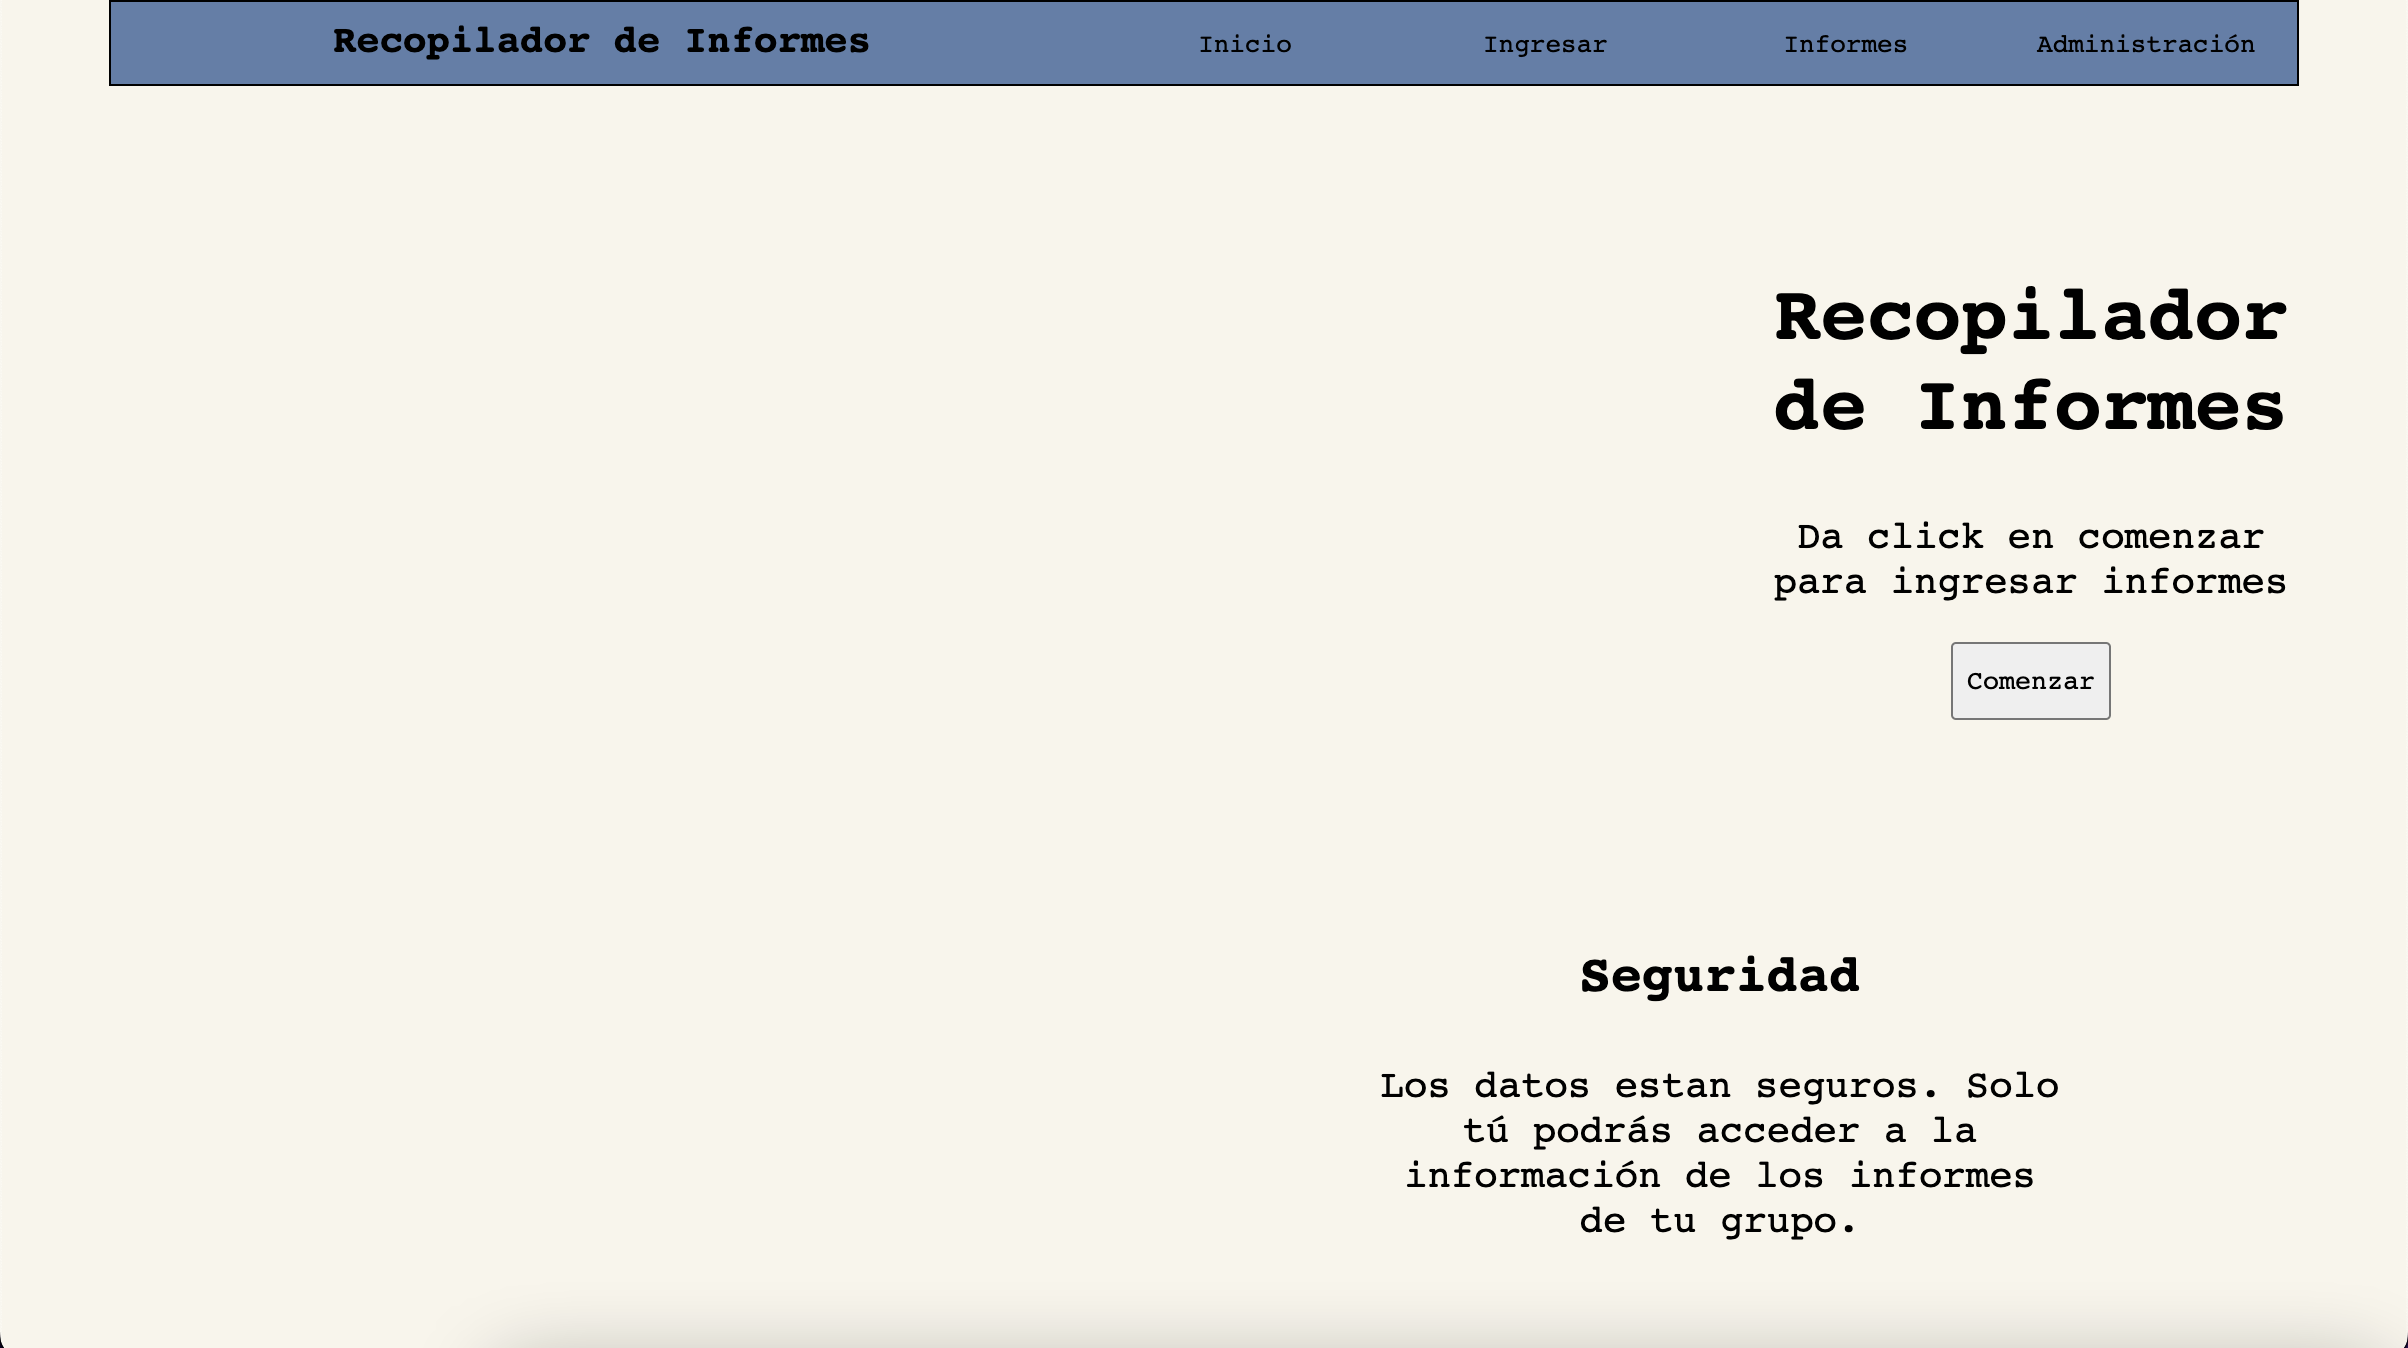 Recopilador de Informes
Inicio
Ingresar
Informes
Administración
Recopilador
de Informes
Da click en comenzar
para ingresar informes
Comenzar
Seguridad
Los datos estan seguros. Solo
tú podrás acceder a la
información de los informes
de tu grupo.